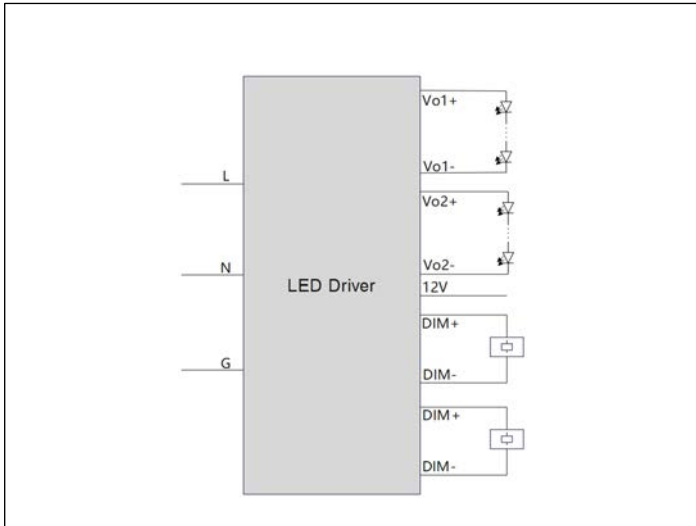 L
N
G
LED Driver
Vo1+
Vo1-
Vo2+
Vo2-
12V
DIM+
DIM-
DIM+
DIM-